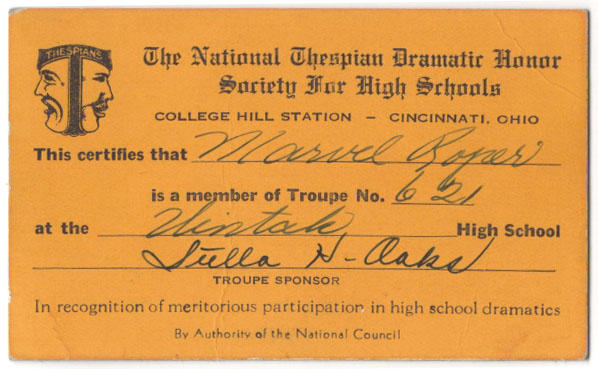 THESPIANS
The National Thespian Dramatic Honor
Society For High Schools
COLLEGE HILL STATION – CINCINNATI, OHIO
This certifies that Marvel Roper
is a member of Troupe No. 621
at the Uintah High School
Stella H. Oaks
TROUPE SPONSOR
In recognition of meritorious participation in high school dramatics
By Authority of the National Council